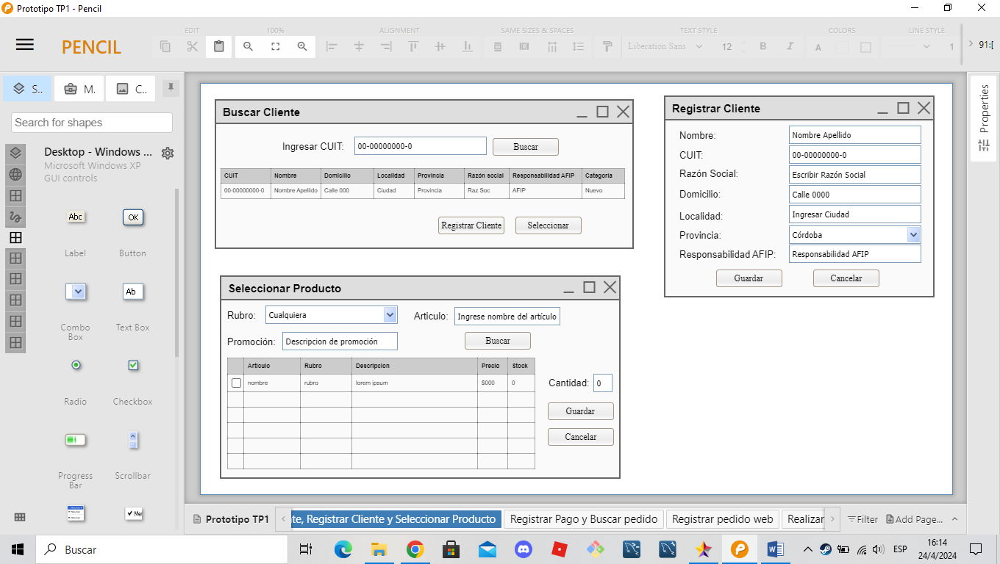 Prototipo TP1 - Pencil
PENCIL
EDIT
100%
ALIGNMENT
SAME SIZES & SPACES
TEXT STYLE
COLORS
LINE STYLE
Liberation Sans
12
B
I
A
1
91:[
S..
M.
C..
Search for shapes
Desktop - Windows ...
Microsoft Windows XP
GUI controls
Abc
OK
Label
Button
Ab
Combo
Box
Text Box
Radio
Checkbox
Progress
Bar
Scrollbar
Buscar Cliente
Ingresar CUIT:
00-00000000-0
Buscar
CUIT Nombre Domicilio Localidad Provincia Razón social Responsabilidad AFIP Categoria
00-00000000-0 Nombre Apellido Calle 000 Ciudad Provincia Raz Soc AFIP Nuevo
Registrar Cliente
Seleccionar
Registrar Cliente
Nombre: Nombre Apellido
CUIT: 00-00000000-0
Razón Social: Escribir Razón Social
Domicilio: Calle 0000
Localidad: Ingresar Ciudad
Provincia: Córdoba
Responsabilidad AFIP: Responsabilidad AFIP
Guardar
Cancelar
Seleccionar Producto
Rubro: Cualquiera
Articulo: Ingrese nombre del artículo
Promoción: Descripcion de promoción
Buscar
Articulo Rubro Descripcion Precio Stock
nombre rubro lorem ipsum $000 0
Cantidad: 0
Guardar
Cancelar
Properties
Prototipo TP1
te, Registrar Cliente y Seleccionar Producto
Registrar Pago y Buscar pedido
Registrar pedido web
Realizar
Filter
Add Page...
Buscar
ESP
16:14
24/4/2024